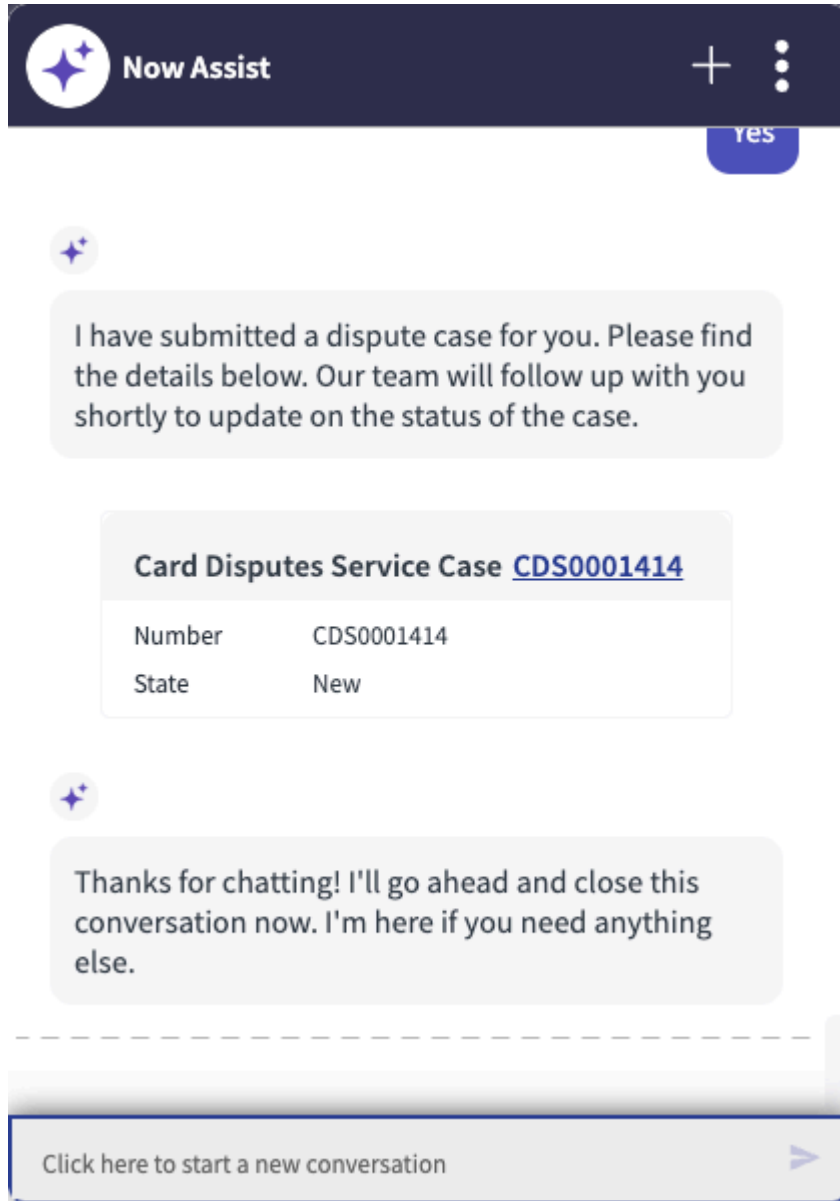 Now Assist
Yes
I have submitted a dispute case for you. Please find
the details below. Our team will follow up with you
shortly to update on the status of the case.
Card Disputes Service Case CDS0001414
Number CDS0001414
State New
Thanks for chatting! I'll go ahead and close this
conversation now. I'm here if you need anything
else.
Click here to start a new conversation